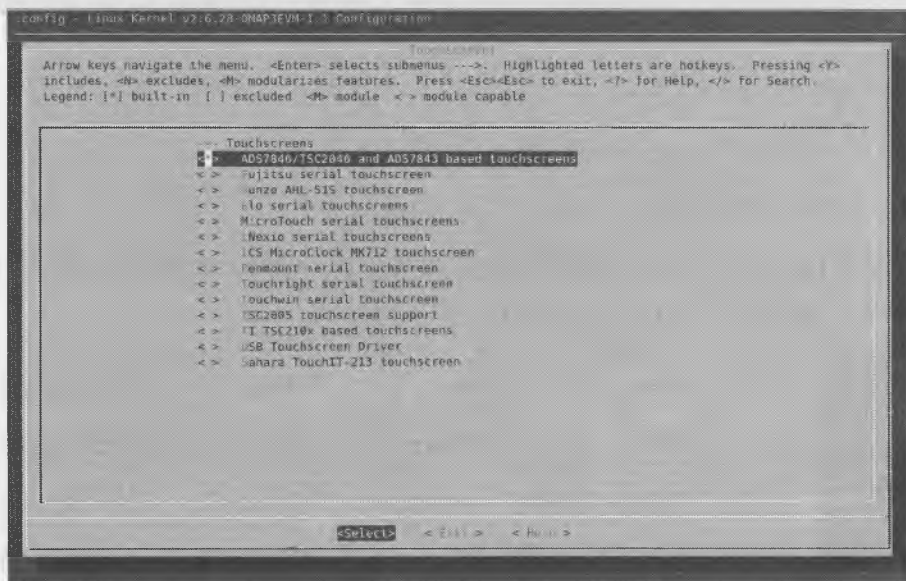 .config - Linux Kernel v2.6.28-OMAP3EVM-1.1 Configuration
Touchscreens
Arrow keys navigate the menu. <Enter> selects submenus --->. Highlighted letters are hotkeys. Pressing <Y>
includes, <N> excludes, <M> modularizes features. Press <Esc><Esc> to exit, <?> for Help, </> for Search.
Legend: [*] built-in [ ] excluded <M> module < > module capable
--- Touchscreens
<*> ADS7846/TSC2046 and ADS7843 based touchscreens
< > Fujitsu serial touchscreen
< > Gunze AHL-51S touchscreen
< > Elo serial touchscreens
< > MicroTouch serial touchscreens
< > iNexio serial touchscreens
< > ICS MicroClock MK712 touchscreen
< > Penmount serial touchscreen
< > Touchright serial touchscreen
< > Touchwin serial touchscreen
< > TSC2005 touchscreen support
< > TI TSC210x based touchscreens
< > USB Touchscreen Driver
< > Sahara TouchIT-213 touchscreen
<Select> < Exit > < Help >